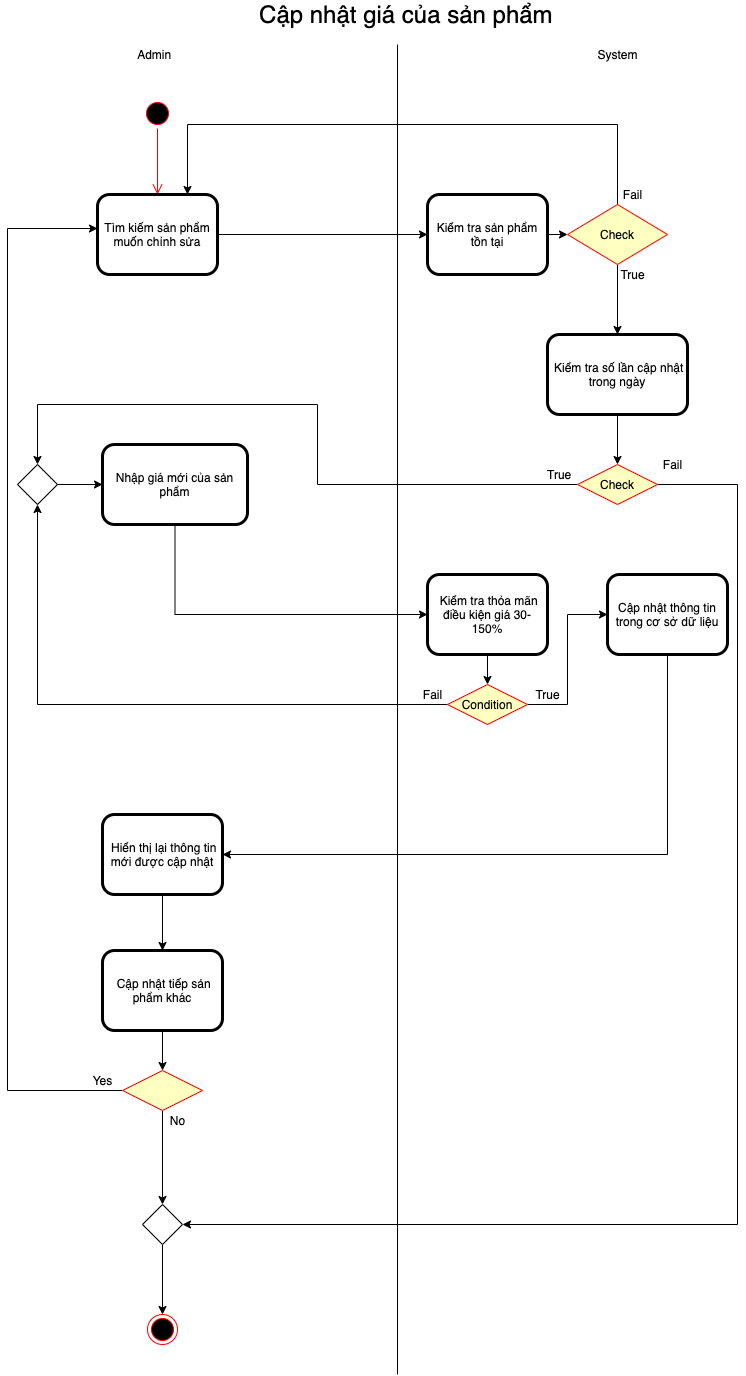 Cập nhật giá của sản phẩm
Admin
System
Fail
Tìm kiếm sản phẩm
muốn chỉnh sửa
Kiểm tra sản phẩm
tồn tại
Check
True
Kiểm tra số lần cập nhật
trong ngày
Nhập giá mới của sản
phẩm
True
Check
Fail
Kiểm tra thỏa mãn
điều kiện giá 30-
150%
Cập nhật thông tin
trong cơ sở dữ liệu
Fail
Condition
True
Hiển thị lại thông tin
mới được cập nhật
Cập nhật tiếp sản
phẩm khác
Yes
No